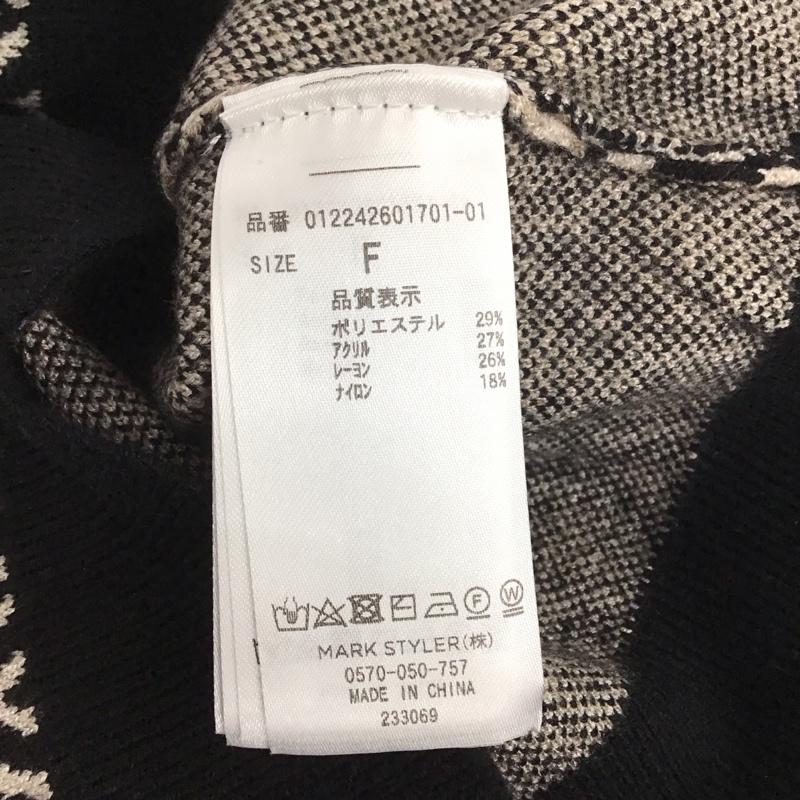 品番 012242601701-01
SIZE F
品質表示
ポリエステル 29%
アクリル 27%
レーヨン 26%
ナイロン 18%
F W
MARK STYLER(株)
0570-050-757
MADE IN CHINA
233069